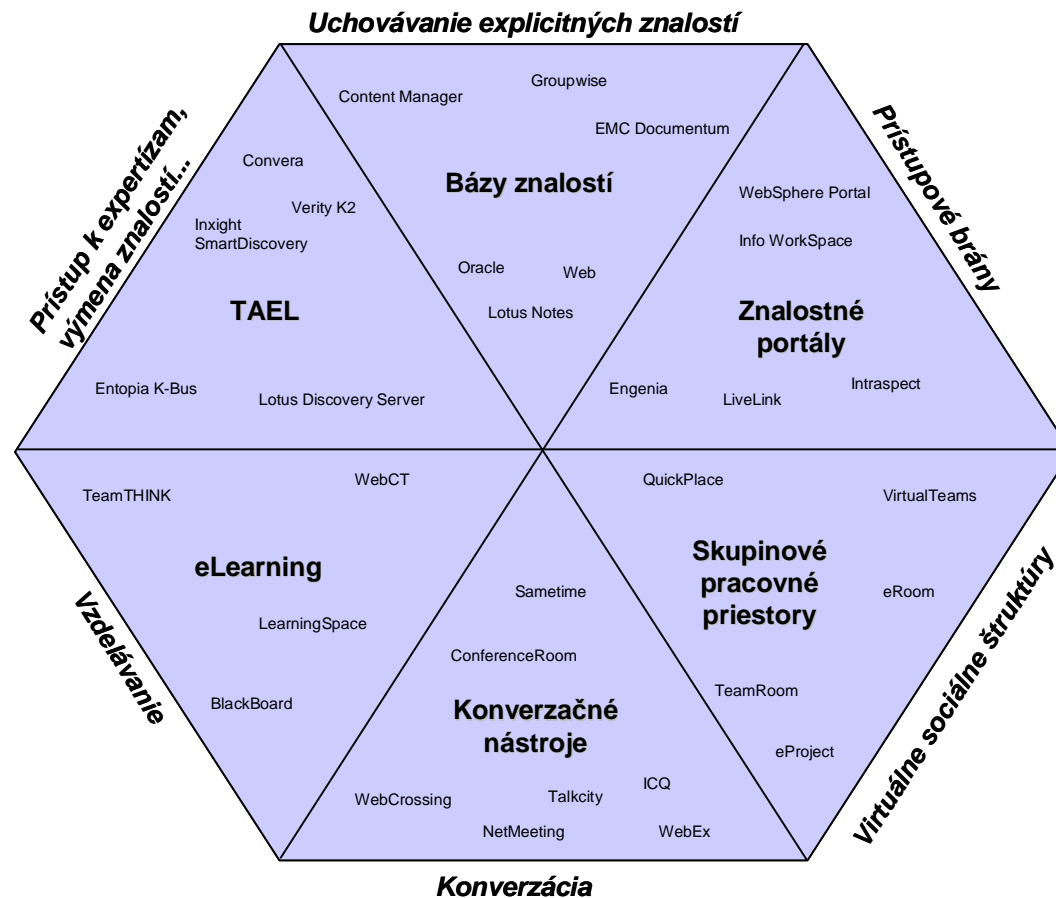 Uchovávanie explicitných znalostí
Prístup k expertízam,
výmena znalostí...
Prístupové brány
Content Manager
Groupwise
EMC Documentum
Bázy znalostí
Oracle
Web
Lotus Notes
Convera
Verity K2
Inxight
SmartDiscovery
TAEL
Entopia K-Bus
Lotus Discovery Server
WebSphere Portal
Info WorkSpace
Znalostné
portály
Engenia
LiveLink
Intraspect
TeamTHINK
WebCT
eLearning
LearningSpace
BlackBoard
Vzdelávanie
Sametime
ConferenceRoom
Konverzačné
nástroje
WebCrossing
Talkcity
ICQ
NetMeeting
WebEx
QuickPlace
VirtualTeams
Skupinové
pracovné
priestory
eRoom
TeamRoom
eProject
Virtuálne sociálne štruktúry
Konverzácia